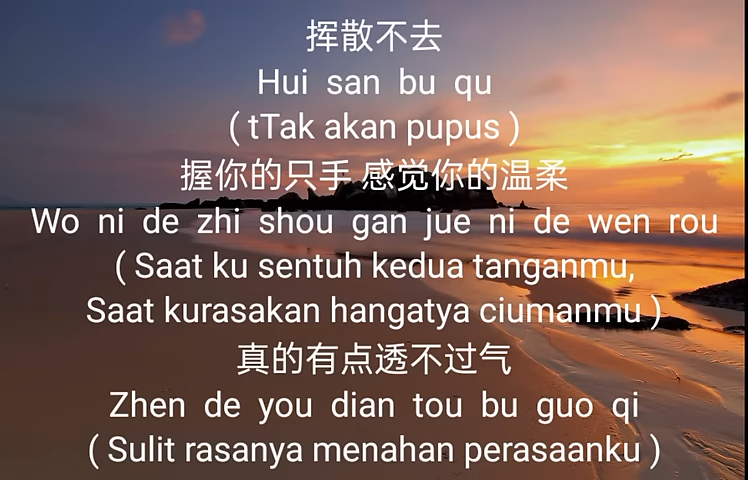 挥散不去
Hui san bu qu
( tTak akan pupus )
握你的只手 感觉你的温柔
Wo ni de zhi shou gan jue ni de wen rou
( Saat ku sentuh kedua tanganmu,
Saat kurasakan hangatya ciumanmu )
真的有点透不过气
Zhen de you dian tou bu guo qi
( Sulit rasanya menahan perasaanku )